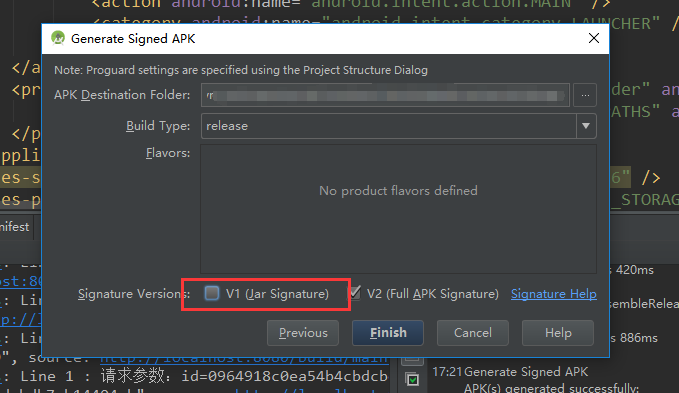 <action android:name="android.intent.action.MAIN" />
<category android:name="android.intent.category.LAUNCHER" /
Generate Signed APK
Note: Proguard settings are specified using the Project Structure Dialog
</a
APK Destination Folder:
...
<pr
der" an
ATHS" a
Build Type:
release
</p
Flavors:
ppli
No product flavors defined
es-s
6" />
es-p
_STORAG
nifest
: Lin
s 420ms
ost:80
Signature Versions:
V1 (Jar Signature)
V2 (Full APK Signature)
Signature Help
: Line
sembleRelea
p://l
Previous
Finish
Cancel
Help
: Lin
s 886ms
", source: http://localhost:8080/build/main
: Line 1 : 请求参数: id=0964918c0ea54b4cbdcb
17:21 Generate Signed APK
APK(s) generated successfully: